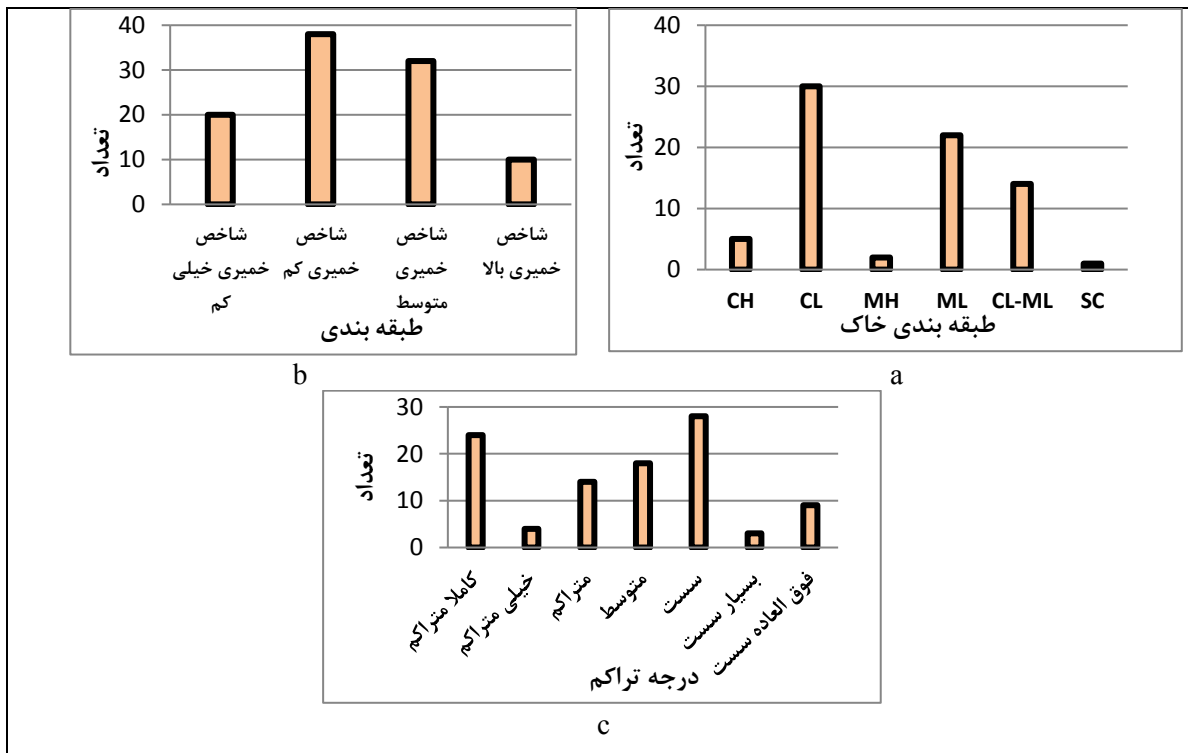 40
30
20
10
0
تعداد
شاخص
خمیری خیلی
کم
شاخص
خمیری کم
شاخص
خمیری
متوسط
شاخص
خمیری بالا
طبقه بندی
b
40
30
20
10
0
تعداد
CH CL MH ML CL-ML SC
طبقه بندی خاک
a
30
20
10
0
تعداد
کاملا متراکم
خیلی متراکم
متراکم
متوسط
سست
بسیار سست
فوق العاده سست
درجه تراکم
c